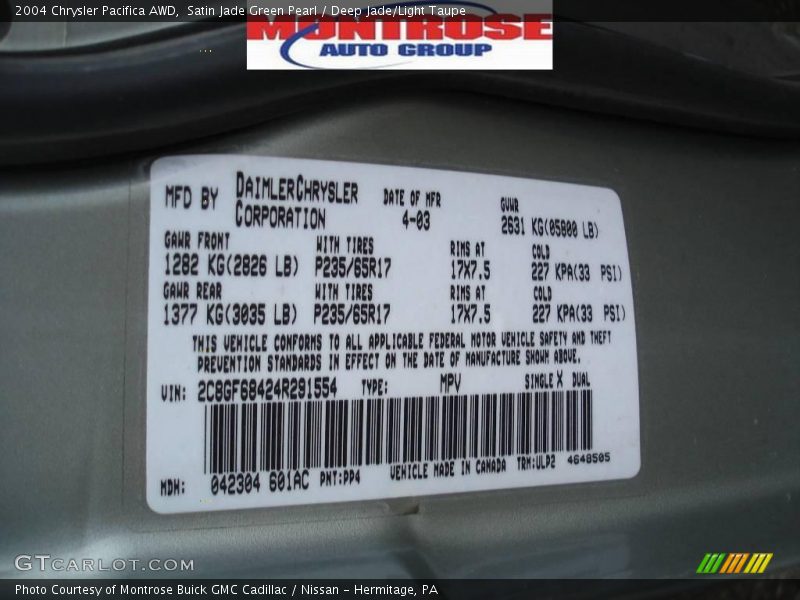 2004 Chrysler Pacifica AWD, Satin Jade Green Pearl / Deep Jade/Light Taupe
MONTROSE
AUTO GROUP
MFD BY DAIMLERCHRYSLER CORPORATION DATE OF MFR 4-03 GVWR 2631 KG(05800 LB)
GAWR FRONT WITH TIRES RIMS AT COLD
1282 KG(2826 LB) P235/65R17 17X7.5 227 KPA(33 PSI)
GAWR REAR WITH TIRES RIMS AT COLD
1377 KG(3035 LB) P235/65R17 17X7.5 227 KPA(33 PSI)
THIS VEHICLE CONFORMS TO ALL APPLICABLE FEDERAL MOTOR VEHICLE SAFETY AND THEFT
PREVENTION STANDARDS IN EFFECT ON THE DATE OF MANUFACTURE SHOWN ABOVE.
VIN: 2C8GF68424R291554 TYPE: MPV SINGLE X DUAL
MDH: 042304 601AC PNT:PP4 VEHICLE MADE IN CANADA TRM:ULP2 4648505
GTCarlot.com
Photo Courtesy of Montrose Buick GMC Cadillac / Nissan - Hermitage, PA